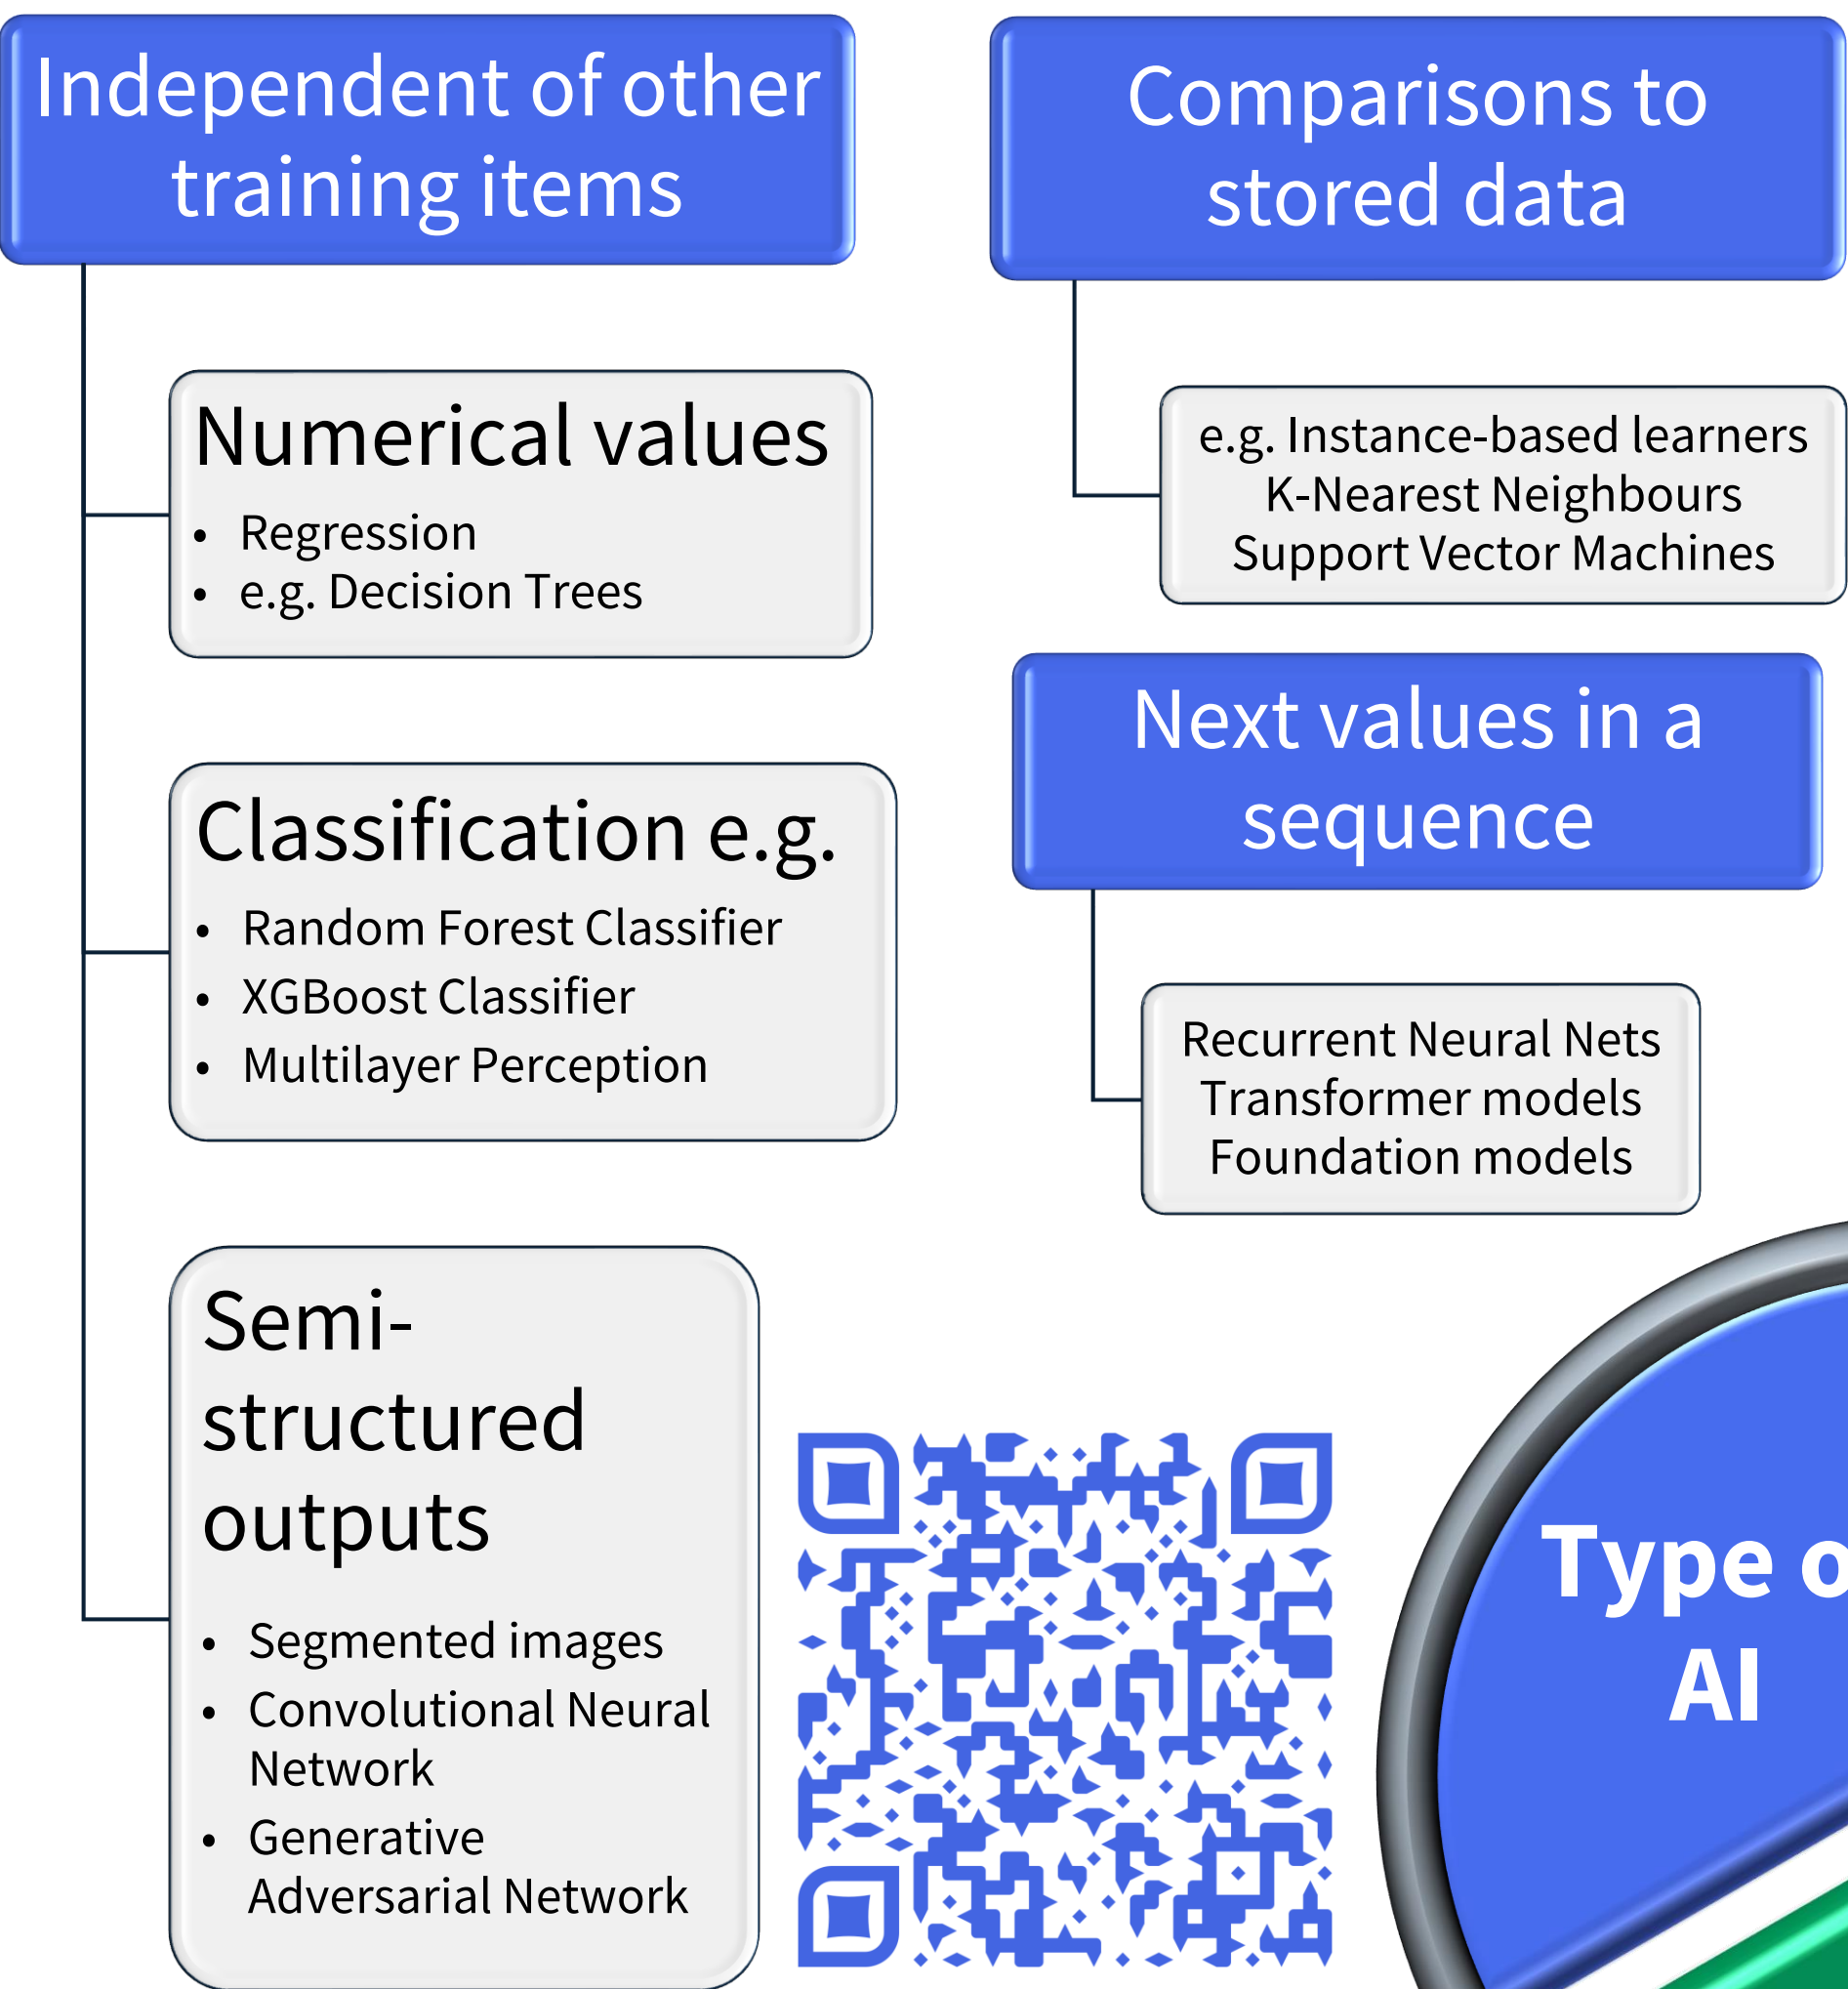 Independent of other
training items
Numerical values
• Regression
• e.g. Decision Trees
Classification e.g.
• Random Forest Classifier
• XGBoost Classifier
• Multilayer Perception
Semi-
structured
outputs
• Segmented images
• Convolutional Neural
Network
• Generative
Adversarial Network
Comparisons to
stored data
e.g. Instance-based learners
K-Nearest Neighbours
Support Vector Machines
Next values in a
sequence
Recurrent Neural Nets
Transformer models
Foundation models
Type o
AI